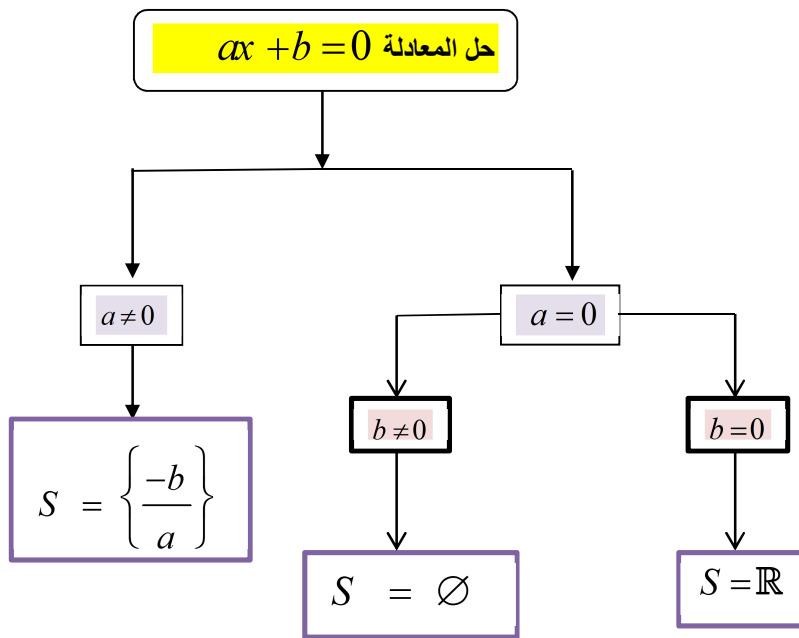 حل المعادلة ax + b = 0
a ≠ 0
a = 0
b ≠ 0
b = 0
S = {-b/a}
S = ∅
S = ℝ